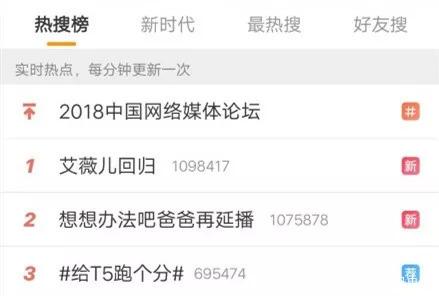 热搜榜 新时代 最热搜 好友搜
实时热点，每分钟更新一次
2018中国网络媒体论坛 #
1 艾薇儿回归 1098417 新
2 想想办法吧爸爸再延播 1075878 新
3 #给T5跑个分# 695474 荐